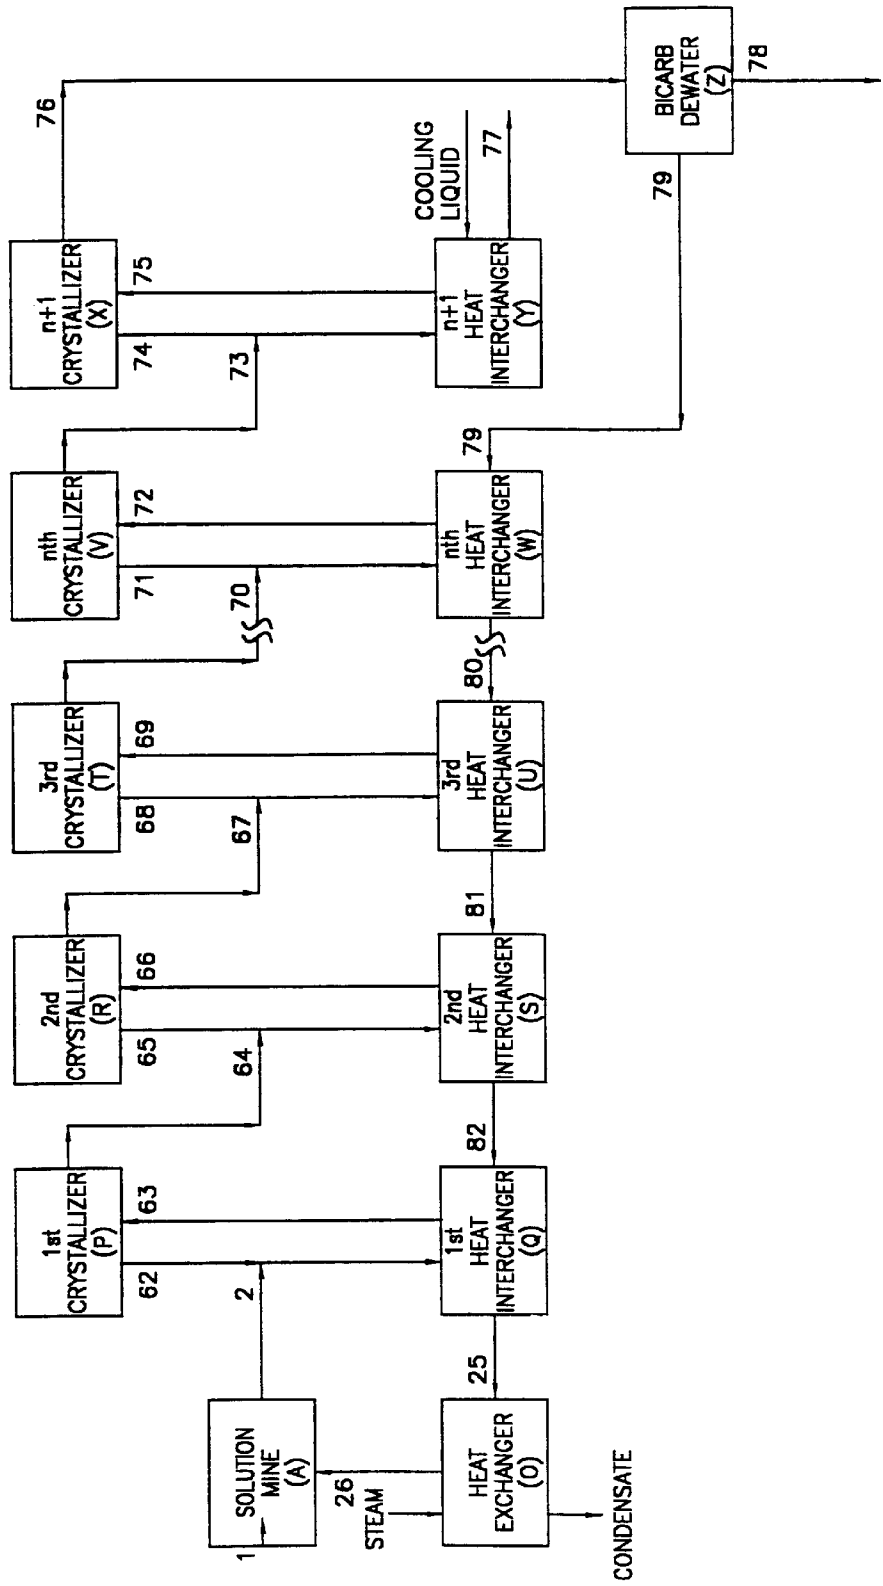 1st
CRYSTALLIZER
(P)
2nd
CRYSTALLIZER
(R)
3rd
CRYSTALLIZER
(T)
nth
CRYSTALLIZER
(V)
n+1
CRYSTALLIZER
(X)
76
62
63
65
66
68
69
71
72
74
75
1
SOLUTION
MINE
(A)
2
64
67
70
73
COOLING
LIQUID
77
26
STEAM
HEAT
EXCHANGER
(O)
25
1st
HEAT
INTERCHANGER
(Q)
82
2nd
HEAT
INTERCHANGER
(S)
81
3rd
HEAT
INTERCHANGER
(U)
80
nth
HEAT
INTERCHANGER
(W)
79
n+1
HEAT
INTERCHANGER
(Y)
CONDENSATE
79
BICARB
DEWATER
(Z)
78